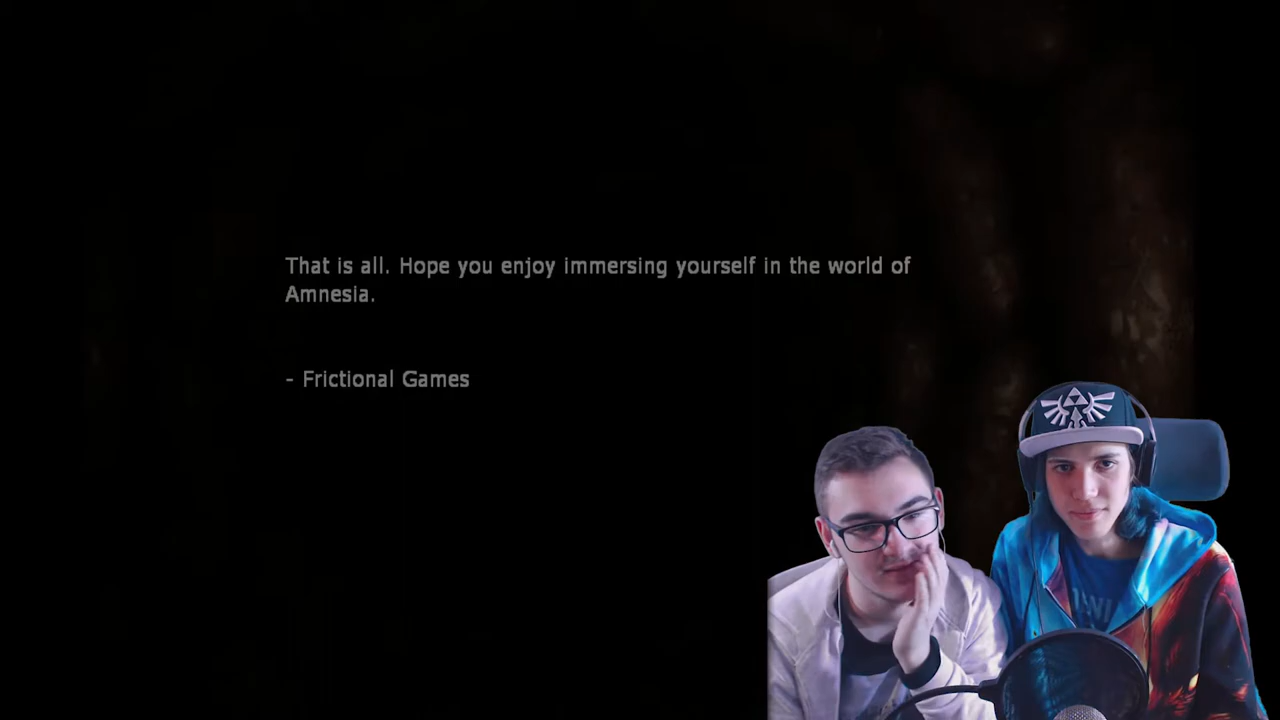 That is all. Hope you enjoy immersing yourself in the world of
Amnesia.
- Frictional Games